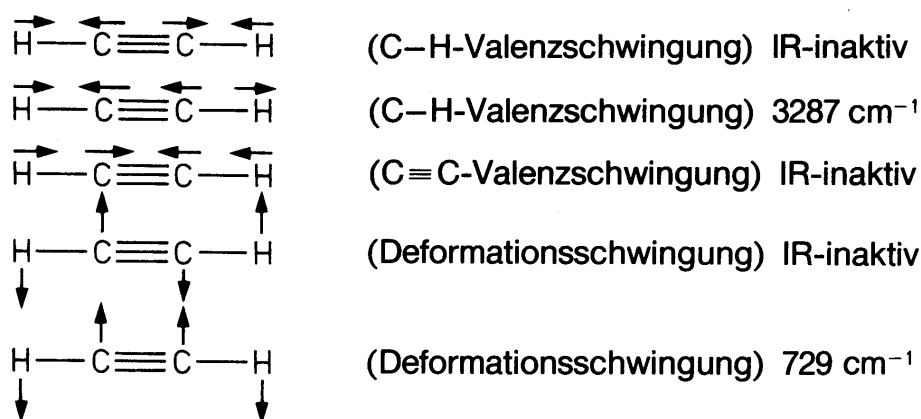 H—C≡C—H (C–H-Valenzschwingung) IR-inaktiv
H—C≡C—H (C–H-Valenzschwingung) 3287 cm⁻¹
H—C≡C—H (C≡C-Valenzschwingung) IR-inaktiv
H—C≡C—H (Deformationsschwingung) IR-inaktiv
H—C≡C—H (Deformationsschwingung) 729 cm⁻¹